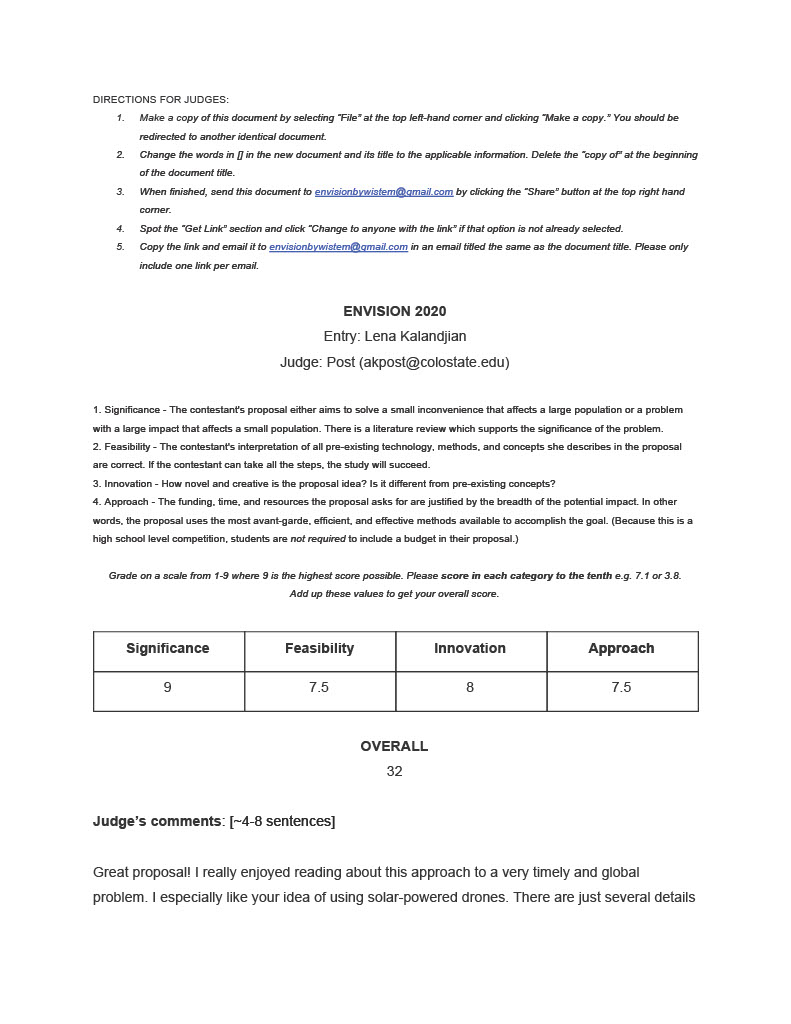 DIRECTIONS FOR JUDGES:
1. Make a copy of this document by selecting “File” at the top left-hand corner and clicking “Make a copy.” You should be
redirected to another identical document.
2. Change the words in [] in the new document and its title to the applicable information. Delete the “copy of” at the beginning
of the document title.
3. When finished, send this document to envisionbywistem@gmail.com by clicking the “Share” button at the top right hand
corner.
4. Spot the “Get Link” section and click “Change to anyone with the link” if that option is not already selected.
5. Copy the link and email it to envisionbywistem@gmail.com in an email titled the same as the document title. Please only
include one link per email.
ENVISION 2020
Entry: Lena Kalandjian
Judge: Post (akpost@colostate.edu)
1. Significance - The contestant's proposal either aims to solve a small inconvenience that affects a large population or a problem
with a large impact that affects a small population. There is a literature review which supports the significance of the problem.
2. Feasibility - The contestant's interpretation of all pre-existing technology, methods, and concepts she describes in the proposal
are correct. If the contestant can take all the steps, the study will succeed.
3. Innovation - How novel and creative is the proposal idea? Is it different from pre-existing concepts?
4. Approach - The funding, time, and resources the proposal asks for are justified by the breadth of the potential impact. In other
words, the proposal uses the most avant-garde, efficient, and effective methods available to accomplish the goal. (Because this is a
high school level competition, students are not required to include a budget in their proposal.)
Grade on a scale from 1-9 where 9 is the highest score possible. Please score in each category to the tenth e.g. 7.1 or 3.8.
Add up these values to get your overall score.
Significance Feasibility Innovation Approach
9 7.5 8 7.5
OVERALL
32
Judge’s comments: [~4-8 sentences]
Great proposal! I really enjoyed reading about this approach to a very timely and global
problem. I especially like your idea of using solar-powered drones. There are just several details